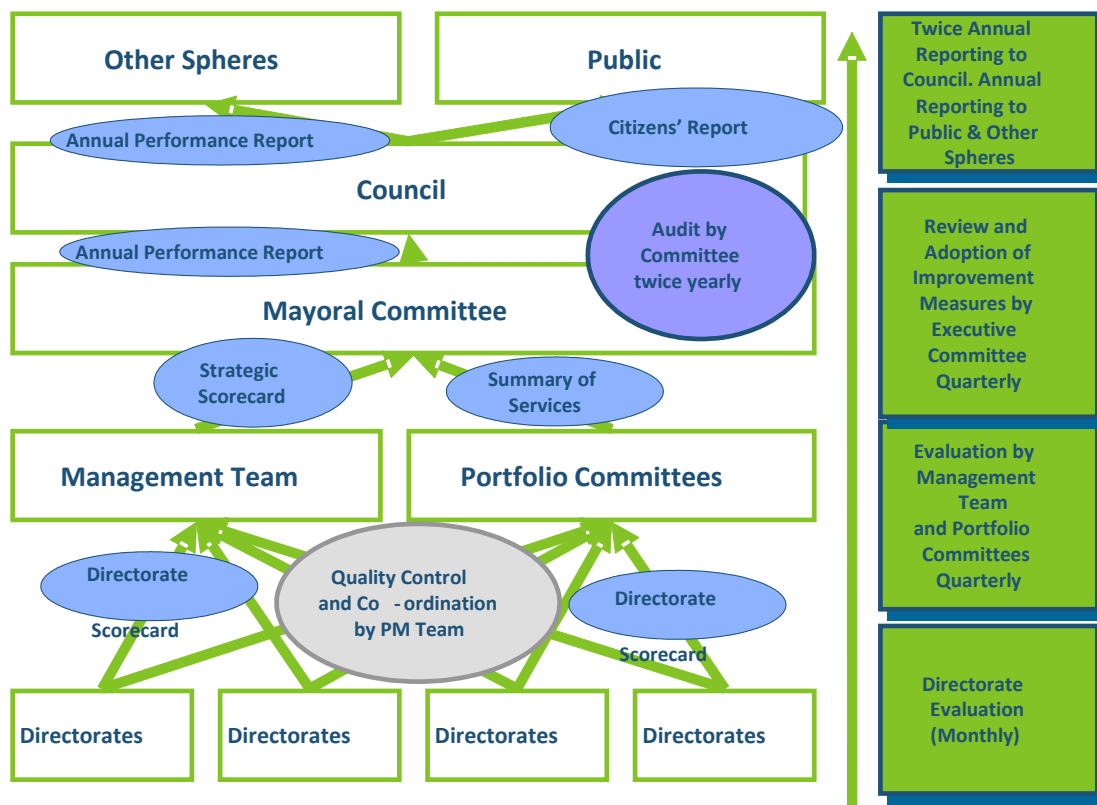 Other Spheres
Public
Annual Performance Report
Citizens' Report
Council
Annual Performance Report
Audit by
Committee
twice yearly
Mayoral Committee
Strategic
Scorecard
Summary of
Services
Management Team
Portfolio Committees
Directorate
Scorecard
Quality Control
and Co - ordination
by PM Team
Directorate
Scorecard
Directorates
Directorates
Directorates
Directorates
Twice Annual
Reporting to
Council. Annual
Reporting to
Public & Other
Spheres
Review and
Adoption of
Improvement
Measures by
Executive
Committee
Quarterly
Evaluation by
Management
Team
and Portfolio
Committees
Quarterly
Directorate
Evaluation
(Monthly)